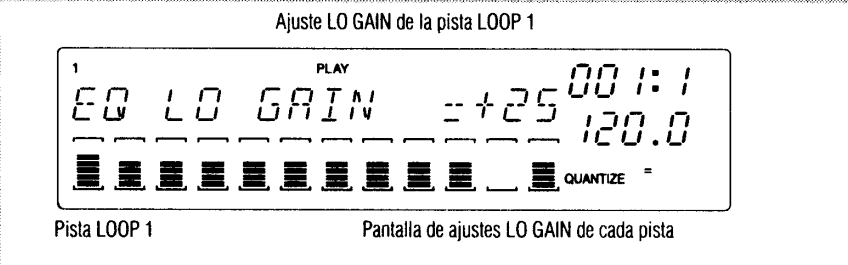 Ajuste LO GAIN de la pista LOOP 1
1 PLAY
EQ LO GAIN =+25 001:1
120.0
QUANTIZE =
Pista LOOP 1 Pantalla de ajustes LO GAIN de cada pista